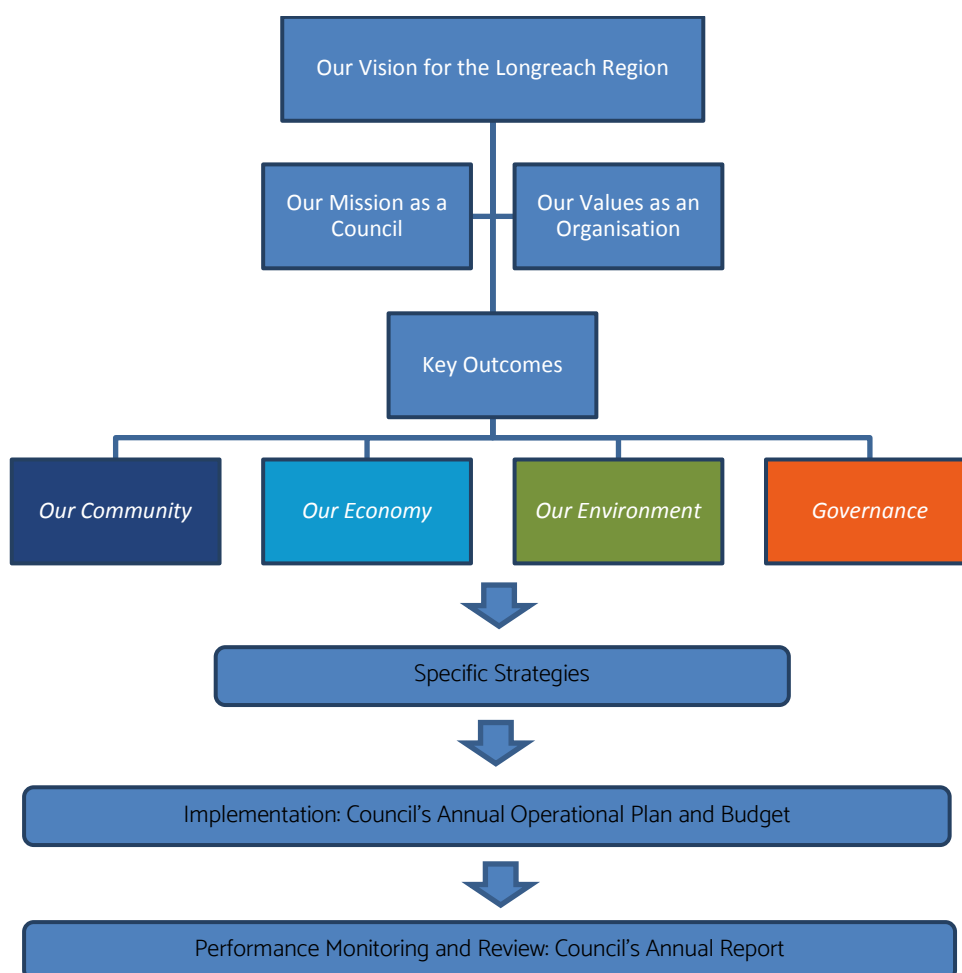 Our Vision for the Longreach Region
Our Mission as a
Council
Our Values as an
Organisation
Key Outcomes
Our Community
Our Economy
Our Environment
Governance
Specific Strategies
Implementation: Council's Annual Operational Plan and Budget
Performance Monitoring and Review: Council's Annual Report